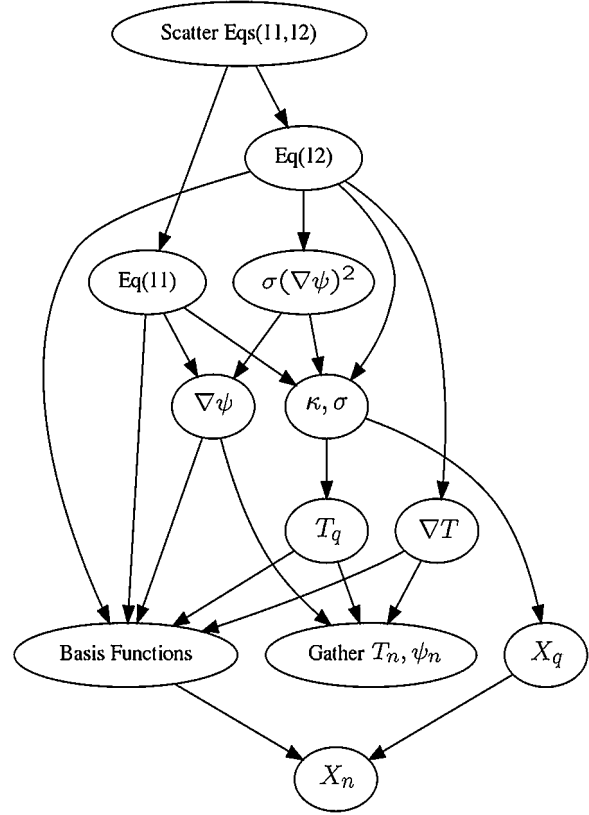 Scatter Eqs(11,12)
Eq(12)
Eq(11)
σ(∇ψ)²
∇ψ
κ, σ
T_q
∇T
Basis Functions
Gather T_n, ψ_n
X_q
X_n